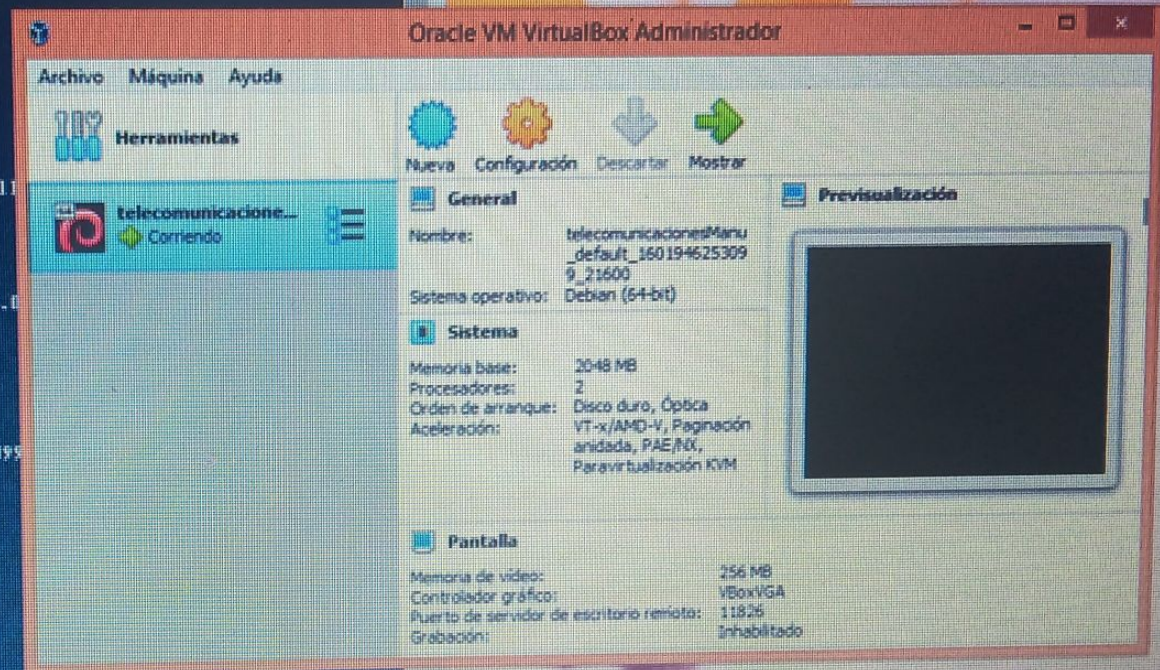 Oracle VM VirtualBox Administrador
Archivo Máquina Ayuda
Herramientas
Nueva Configuración Descartar Mostrar
telecomunicacione...
Corriendo
General
Nombre: telecomunicacionesManu
_default_160194625309
9_21600
Sistema operativo: Debian (64-bit)
Sistema
Memoria base: 2048 MB
Procesadores: 2
Orden de arranque: Disco duro, Óptica
Aceleración: VT-x/AMD-V, Paginación
anidada, PAE/NX,
Paravirtualización KVM
Previsualización
Pantalla
Memoria de vídeo: 256 MB
Controlador gráfico: VBoxVGA
Puerto de servidor de escritorio remoto: 11826
Grabación: Inhabilitado